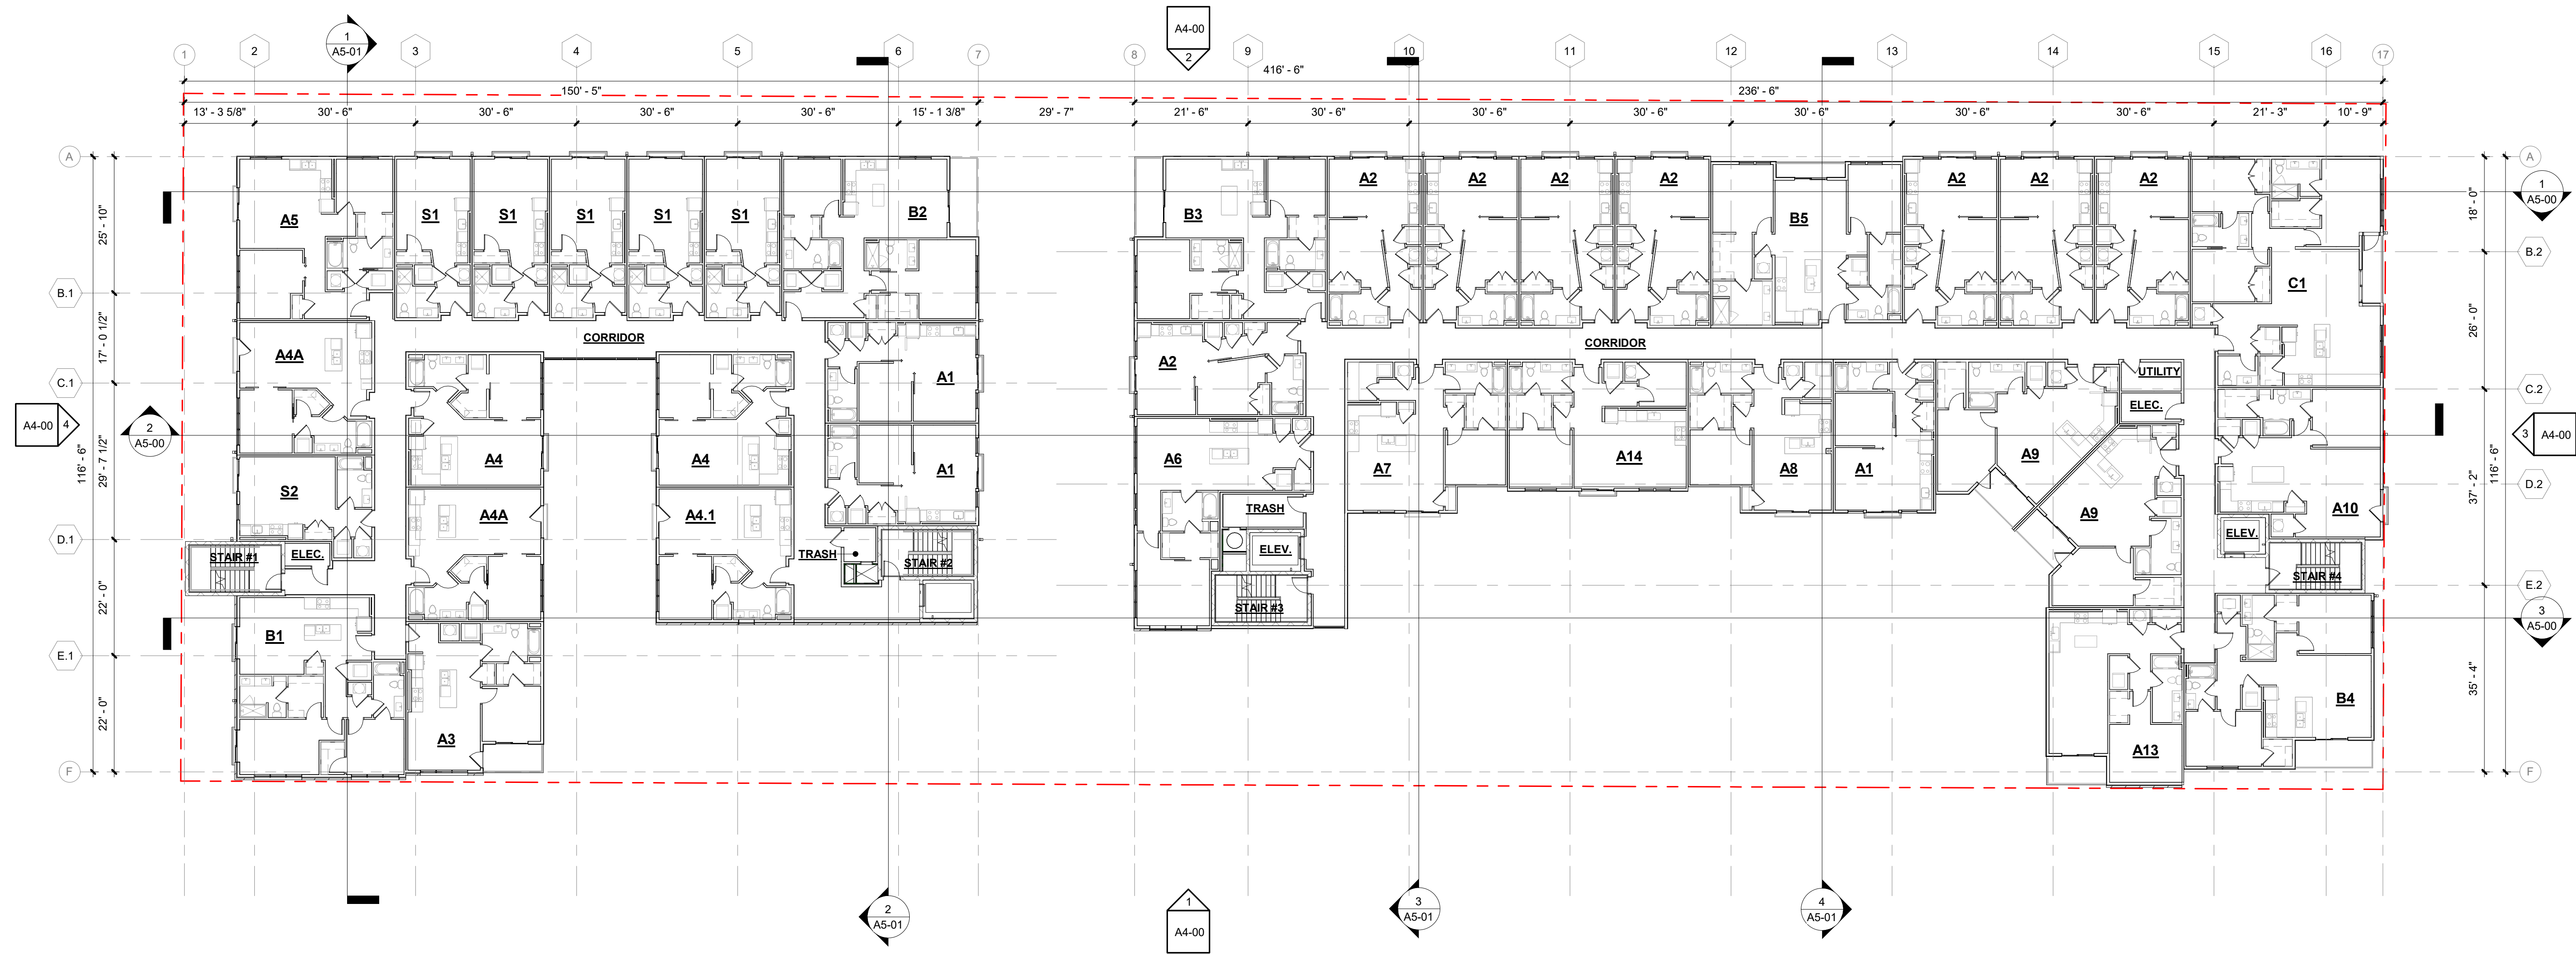 A4-00
2
1
A5-01
1
2
3
4
5
6
7
8
9
10
11
12
13
14
15
16
17
416' - 6"
150' - 5"
236' - 6"
13' - 3 5/8"
30' - 6"
30' - 6"
30' - 6"
30' - 6"
15' - 1 3/8"
29' - 7"
21' - 6"
30' - 6"
30' - 6"
30' - 6"
30' - 6"
30' - 6"
30' - 6"
21' - 3"
10' - 9"
A
A
A2
A2
A2
A2
A2
A2
A2
1
A5-00
18' - 0"
A5
S1
S1
S1
S1
S1
B2
B3
B5
25' - 10"
B.2
B.1
C1
17' - 0 1/2"
26' - 0"
CORRIDOR
CORRIDOR
A4A
A2
A1
UTILITY
C.1
C.2
ELEC.
A4-00
4
2
A5-00
3
A4-00
116' - 6"
29' - 7 1/2"
A4
A4
A1
A6
A7
A14
A8
A1
A9
37' - 2"
116' - 6"
S2
D.2
A4A
A4.1
TRASH
A9
A10
D.1
STAIR #1
ELEC.
TRASH
STAIR #2
ELEV.
ELEV.
STAIR #4
E.2
22' - 0"
STAIR #3
3
A5-00
B1
E.1
35' - 4"
22' - 0"
B4
A3
A13
F
F
2
A5-01
1
A4-00
3
A5-01
4
A5-01